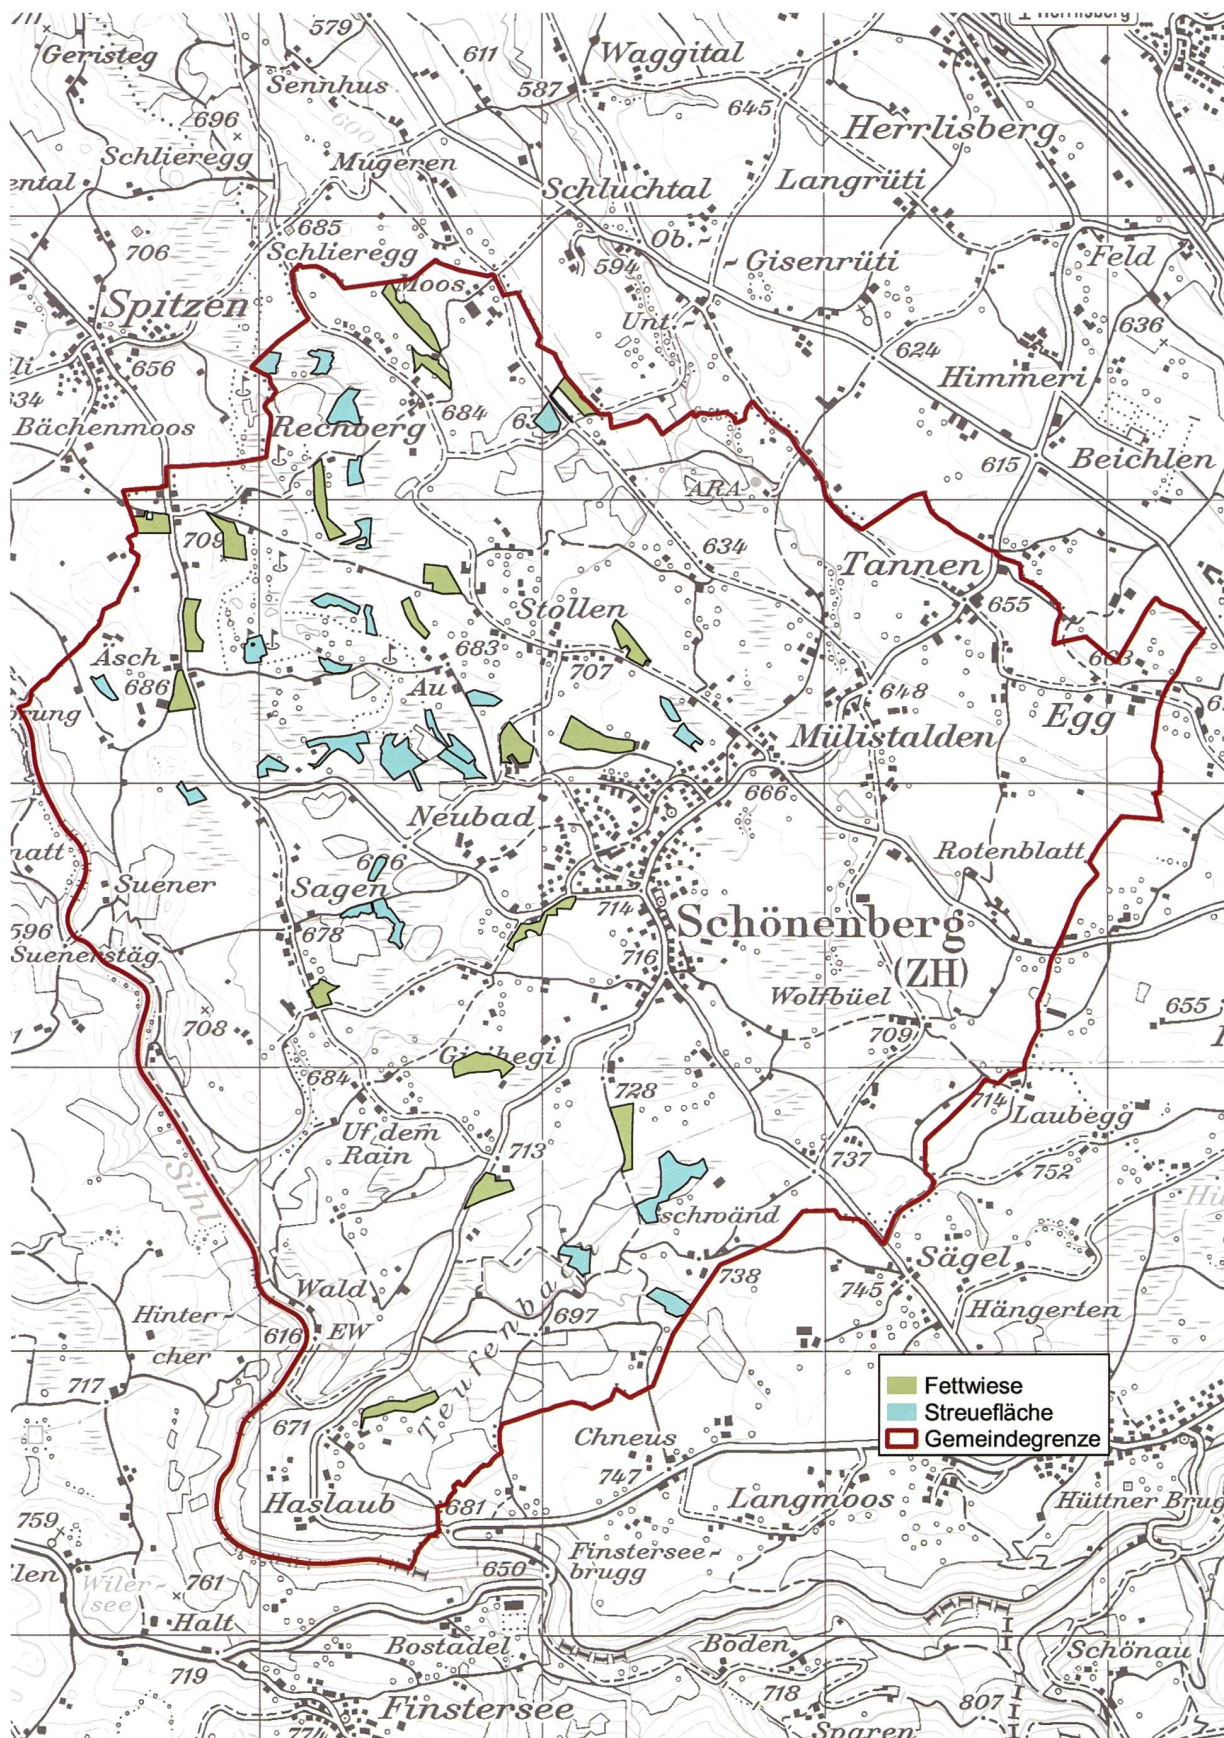 579
611
Waggital
Geristeg
Sennhus
587
645
Herrlisberg
696
600
Schlieregg
Mugeren
Schluchtal
Langrüti
ental
706
685
Schlieregg
Ob.
594
Gisenrüti
Feld
Spitzen
Moos
Unt.
636
656
624
Himmeri
684
Bächenmoos
Rechberg
615
Beichlen
ARA
709
634
Tannen
655
Stollen
683
Äsch
686
707
648
Au
Egg
Mülistalden
666
Neubad
Rotenblatt
Suener
Sagen
714
596
678
Schönenberg
(ZH)
Suenerstäg
716
Wolfbüel
655
708
709
684
728
714
Laubegg
Uf dem
Rain
713
737
752
Sihl
schwänd
738
Sägel
Wald
745
Hängerten
Hinter-
cher
616
EW
697
717
Teufenba
Fettwiese
Streuefläche
Gemeindegrenze
671
Chneus
747
Haslaub
681
Langmoos
Hüttner Brug
759
Finstersee-
brugg
650
len
Wiler-
see
761
Halt
Bostadel
Boden
Schönau
719
718
807
Finstersee
774
Sparen